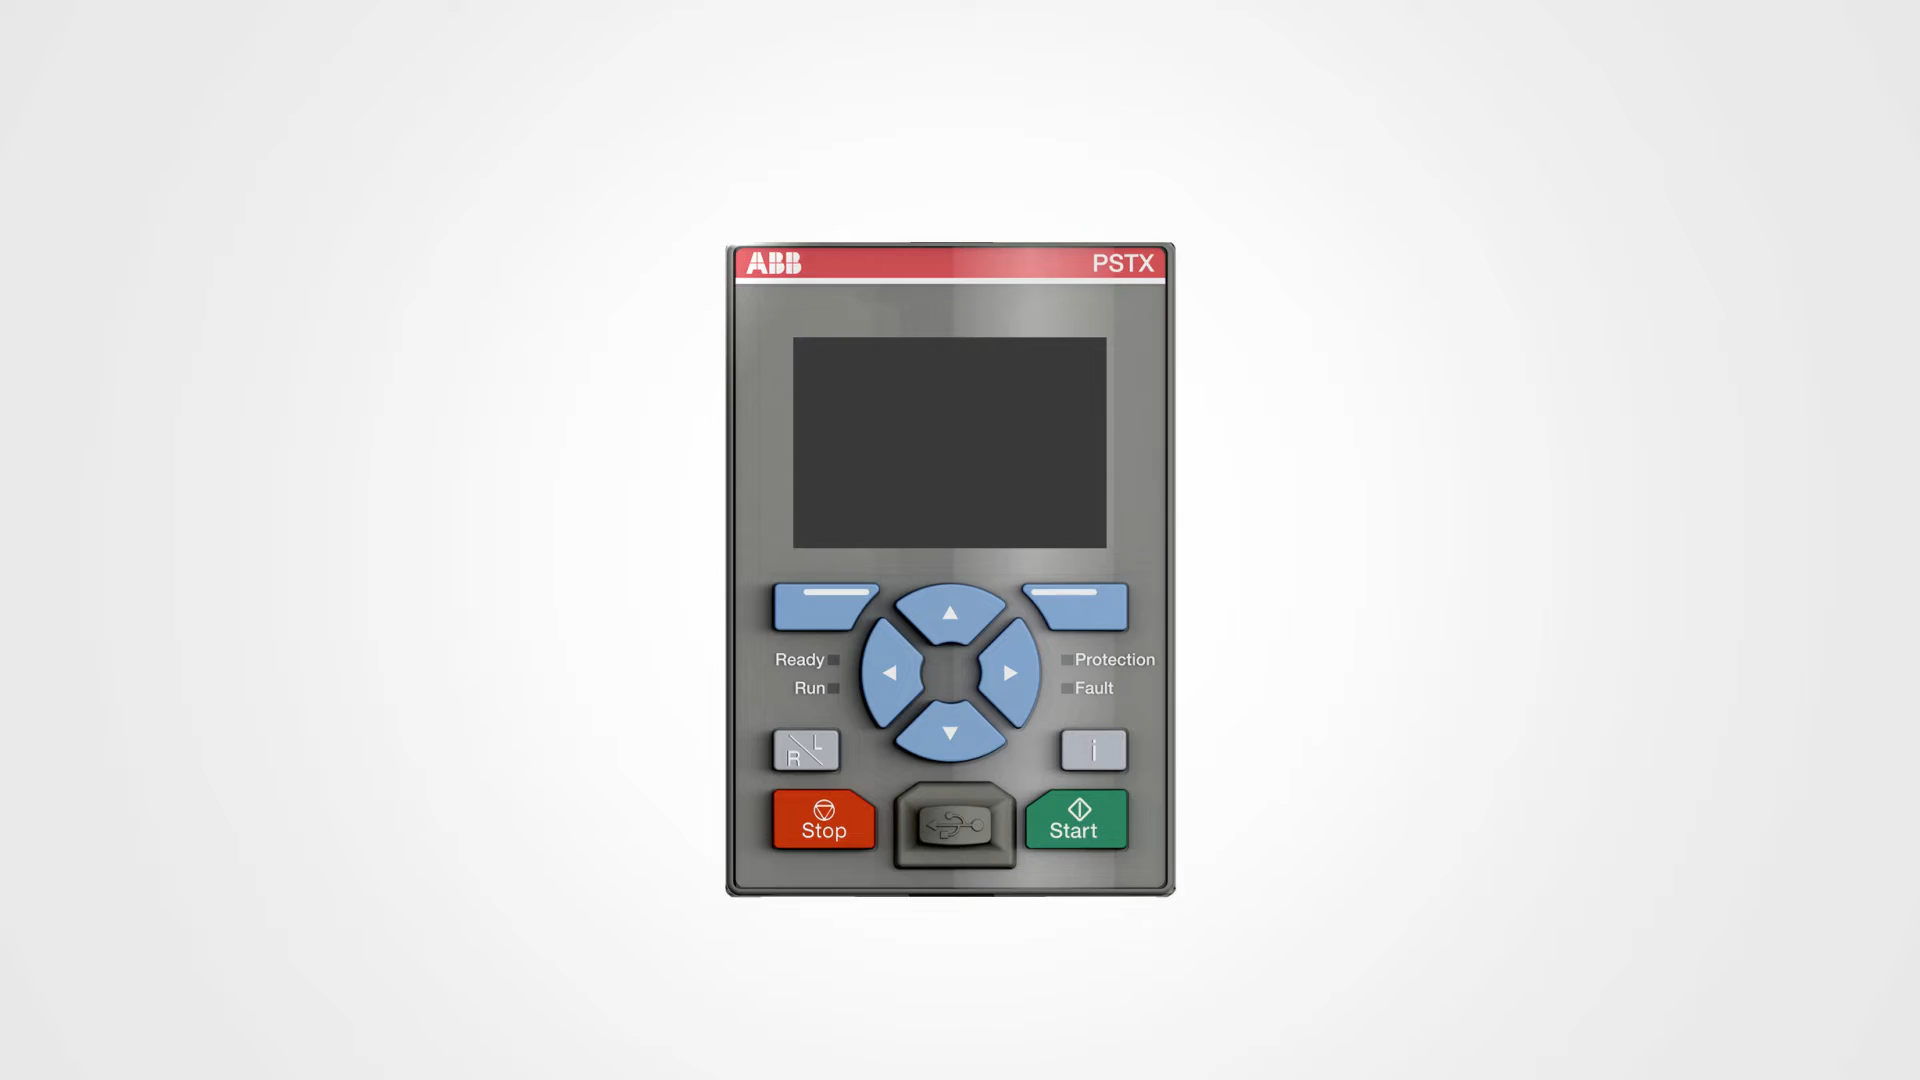 ABB PSTX
Ready
Protection
Run
Fault
R L
i
Stop
Start